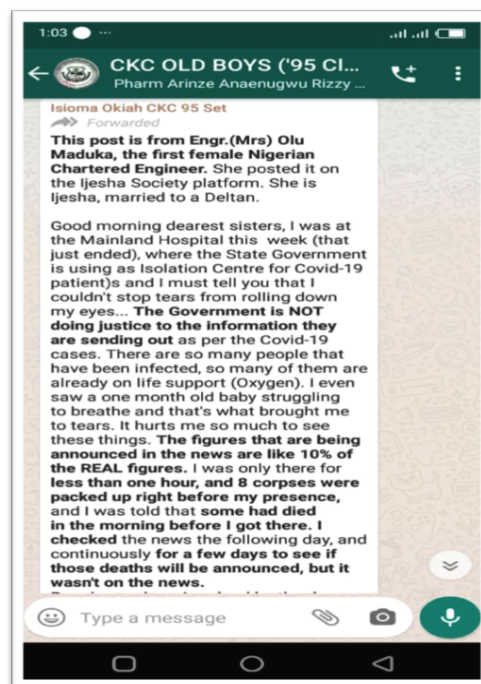 1:03
CKC OLD BOYS ('95 Cl...
Pharm Arinze Anaenugwu Rizzy ...
Isioma Okiah CKC 95 Set
Forwarded
This post is from Engr.(Mrs) Olu
Maduka, the first female Nigerian
Chartered Engineer. She posted it on
the Ijesha Society platform. She is
Ijesha, married to a Deltan.
Good morning dearest sisters, I was at
the Mainland Hospital this week (that
just ended), where the State Government
is using as Isolation Centre for Covid-19
patient)s and I must tell you that I
couldn't stop tears from rolling down
my eyes... The Government is NOT
doing justice to the information they
are sending out as per the Covid-19
cases. There are so many people that
have been infected, so many of them are
already on life support (Oxygen). I even
saw a one month old baby struggling
to breathe and that's what brought me
to tears. It hurts me so much to see
these things. The figures that are being
announced in the news are like 10% of
the REAL figures. I was only there for
less than one hour, and 8 corpses were
packed up right before my presence,
and I was told that some had died
in the morning before I got there. I
checked the news the following day, and
continuously for a few days to see if
those deaths will be announced, but it
wasn't on the news.
Type a message